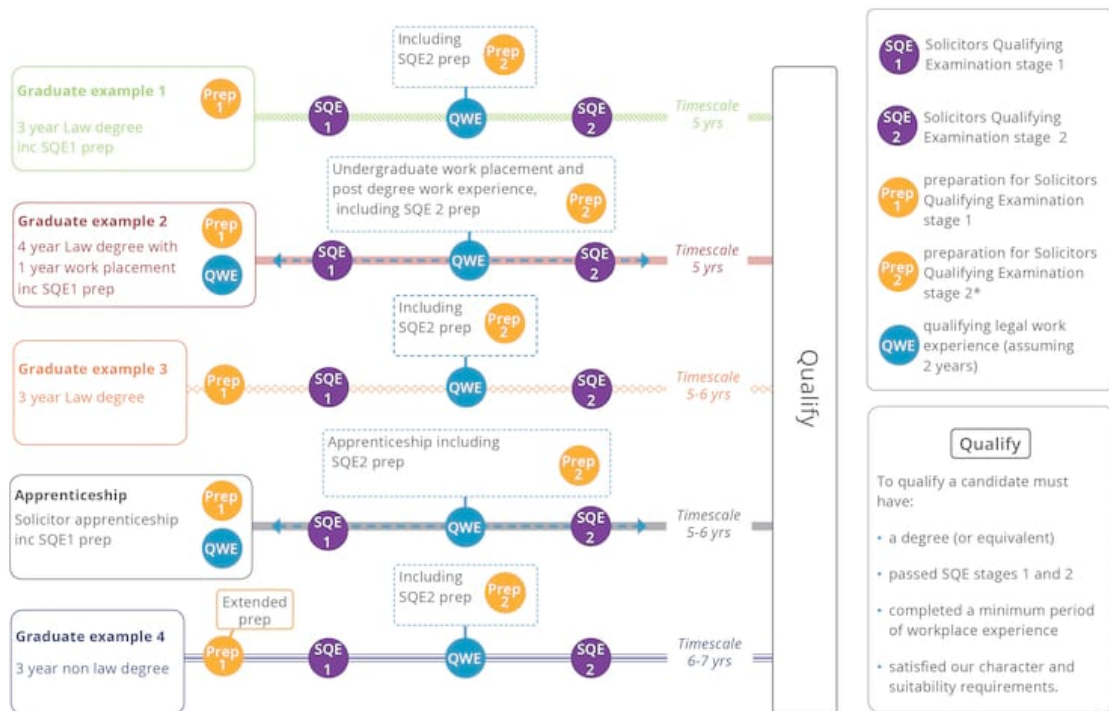 Including
SQE2 prep
Prep
2
Graduate example 1
3 year Law degree
inc SQE1 prep
Prep
1
SQE
1
QWE
SQE
2
Timescale
5 yrs
Undergraduate work placement and
post degree work experience,
including SQE 2 prep
Prep
2
Graduate example 2
4 year Law degree with
1 year work placement
inc SQE1 prep
Prep
1
QWE
SQE
1
QWE
SQE
2
Timescale
5 yrs
Including
SQE2 prep
Prep
2
Graduate example 3
3 year Law degree
Prep
1
SQE
1
QWE
SQE
2
Timescale
5-6 yrs
Apprenticeship including
SQE2 prep
Prep
2
Apprenticeship
Solicitor apprenticeship
inc SQE1 prep
Prep
1
QWE
SQE
1
QWE
SQE
2
Timescale
5-6 yrs
Including
SQE2 prep
Prep
2
Extended
prep
Graduate example 4
3 year non law degree
Prep
1
SQE
1
QWE
SQE
2
Timescale
6-7 yrs
Qualify
SQE
1
Solicitors Qualifying
Examination stage 1
SQE
2
Solicitors Qualifying
Examination stage 2
Prep
1
preparation for Solicitors
Qualifying Examination
stage 1
Prep
2
preparation for Solicitors
Qualifying Examination
stage 2*
QWE
qualifying legal work
experience (assuming
2 years)
Qualify
To qualify a candidate must
have:
• a degree (or equivalent)
• passed SQE stages 1 and 2
• completed a minimum period
of workplace experience
• satisfied our character and
suitability requirements.